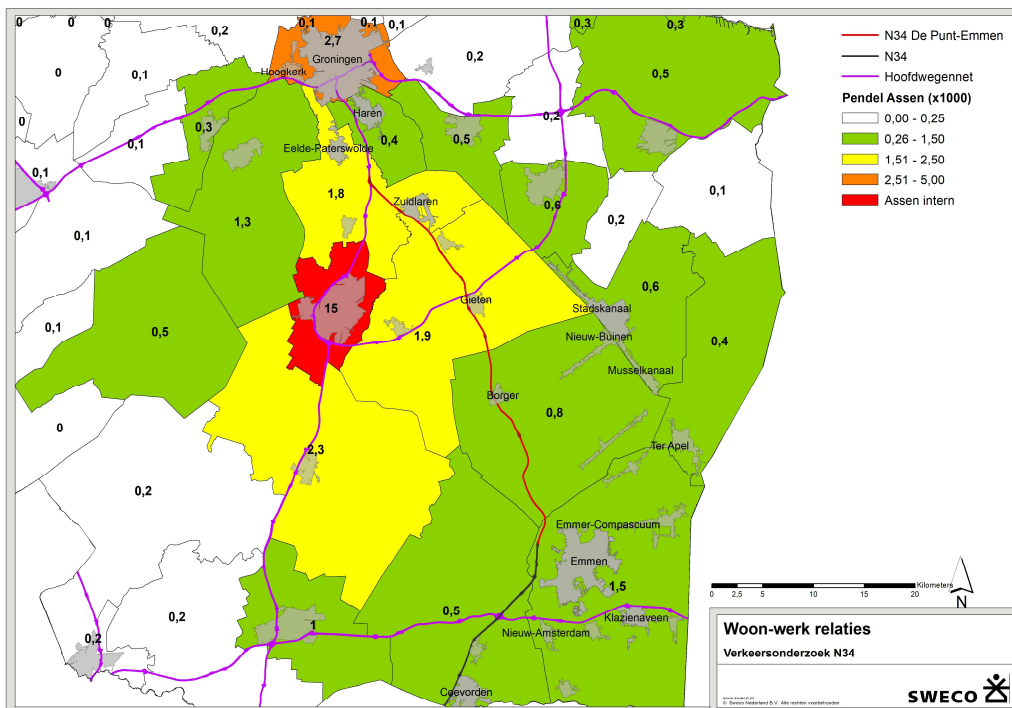 0
0
0
0,2
0,1
0,1
0,1
0,3
0,3
2,7
Groningen
0,2
0
0,1
Hoogkerk
0,5
0
0,3
Haren
0,2
0,1
0,4
0,5
Eelde-Paterswolde
0,1
0,1
1,8
Zuidlaren
0,6
0,2
1,3
0,1
15
Gieten
0,6
Stadskanaal
0,1
0,5
1,9
Nieuw-Buinen
0,4
Musselkanaal
Borger
0,8
0
2,3
Ter Apel
0,2
Emmer-Compascuum
Emmen
1,5
0,2
1
0,5
Klazienaveen
Nieuw-Amsterdam
0,2
Coevorden
N34 De Punt-Emmen
N34
Hoofdwegennet
Pendel Assen (x1000)
0,00 - 0,25
0,26 - 1,50
1,51 - 2,50
2,51 - 5,00
Assen intern
Kilometers
0 2,5 5 10 15 20
N
Woon-werk relaties
Verkeersonderzoek N34
© Sweco Nederland B.V. Alle rechten voorbehouden
SWECO